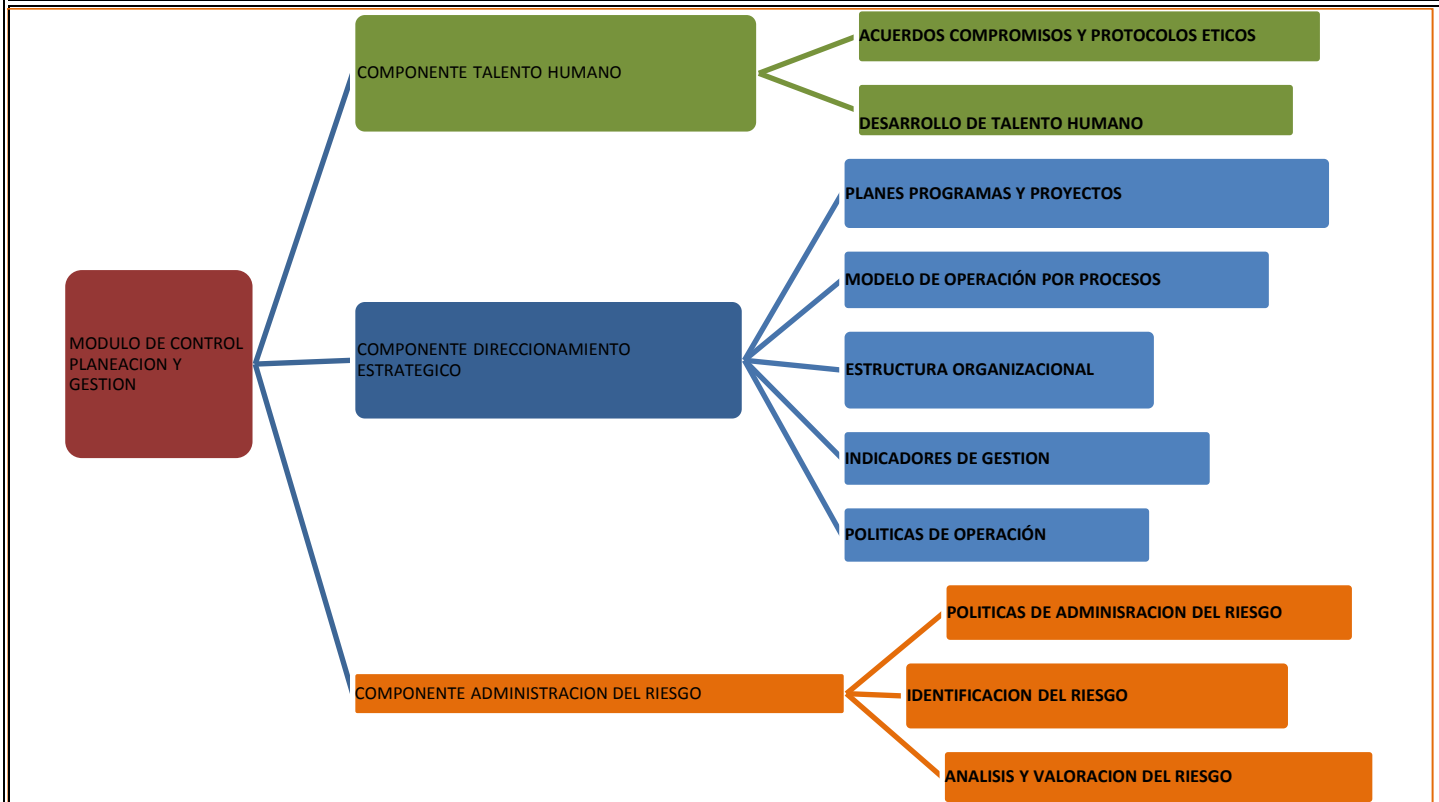 MODULO DE CONTROL
PLANEACION Y
GESTION
COMPONENTE TALENTO HUMANO
ACUERDOS COMPROMISOS Y PROTOCOLOS ETICOS
DESARROLLO DE TALENTO HUMANO
COMPONENTE DIRECCIONAMIENTO
ESTRATEGICO
PLANES PROGRAMAS Y PROYECTOS
MODELO DE OPERACIÓN POR PROCESOS
ESTRUCTURA ORGANIZACIONAL
INDICADORES DE GESTION
POLITICAS DE OPERACIÓN
COMPONENTE ADMINISTRACION DEL RIESGO
POLITICAS DE ADMINISRACION DEL RIESGO
IDENTIFICACION DEL RIESGO
ANALISIS Y VALORACION DEL RIESGO